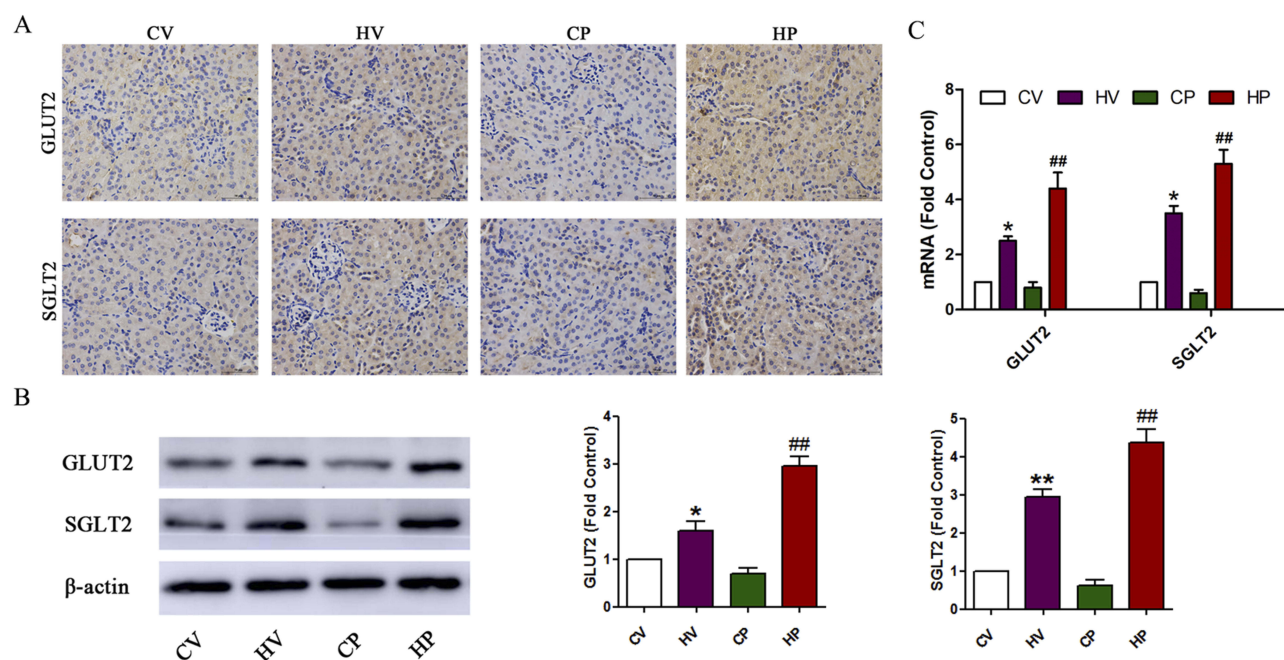 A
CV HV CP HP
GLUT2
SGLT2
C
CV HV CP HP
mRNA (Fold Control)
8
6
4
2
0
* ## * ##
GLUT2 SGLT2
B
GLUT2
SGLT2
β-actin
CV HV CP HP
GLUT2 (Fold Control)
4
3
2
1
0
* ##
CV HV CP HP
SGLT2 (Fold Control)
5
4
3
2
1
0
** ##
CV HV CP HP